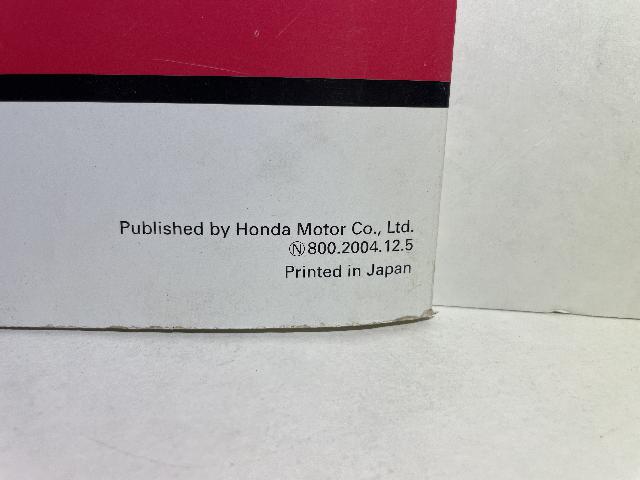 Published by Honda Motor Co., Ltd.
Ⓝ800.2004.12.5
Printed in Japan